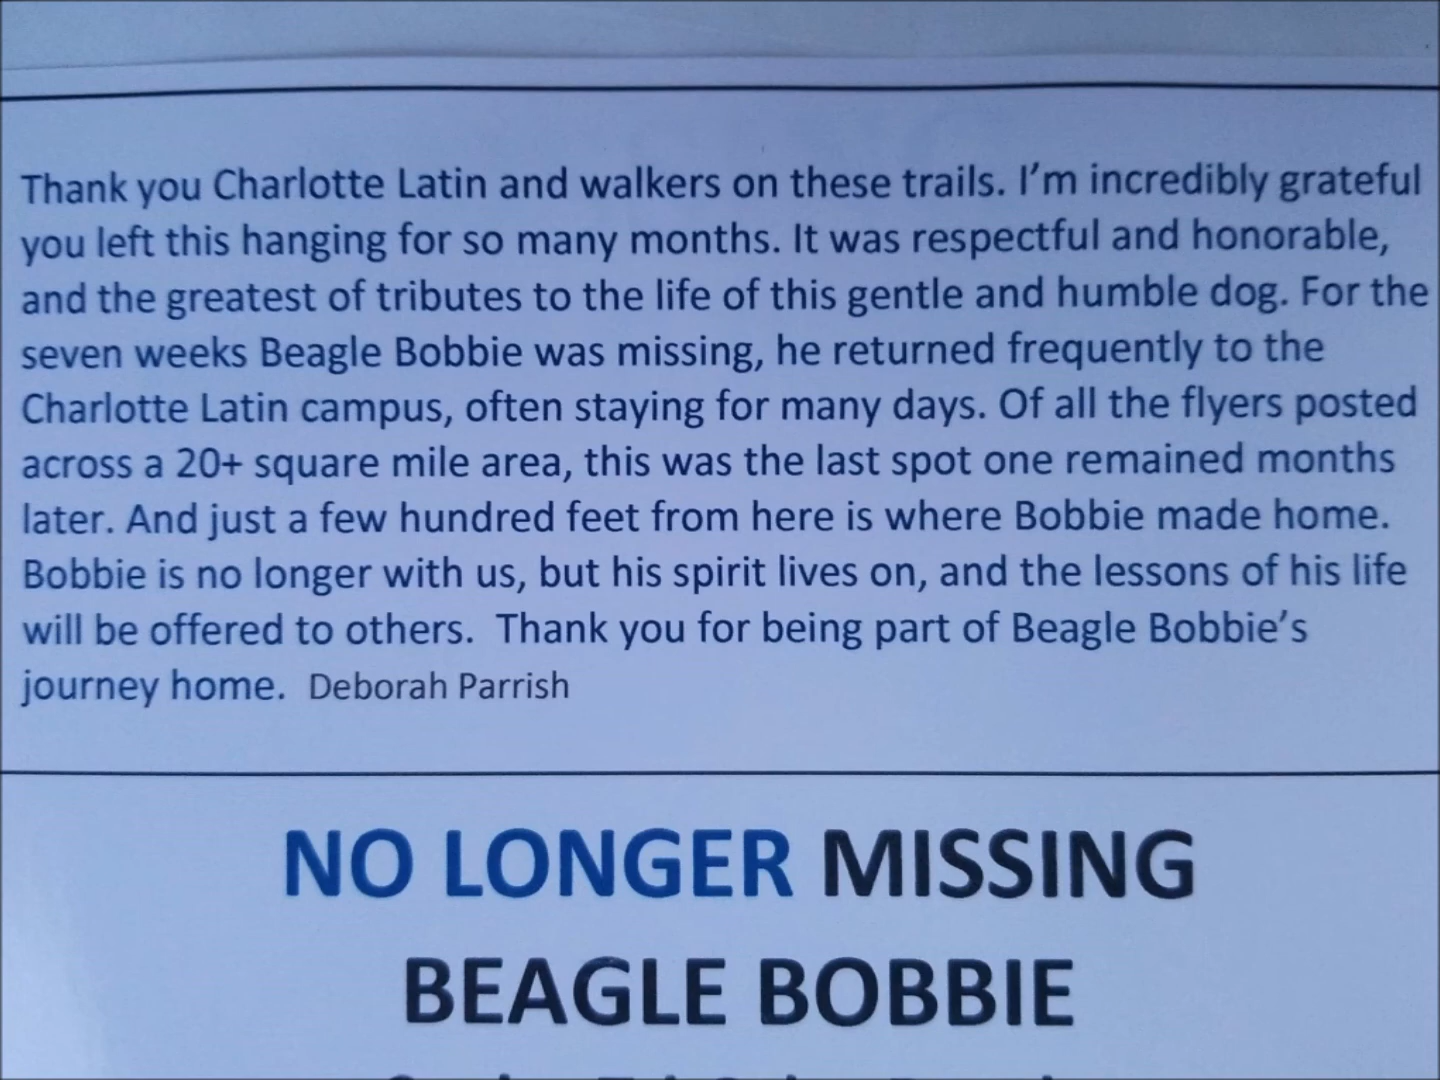 Thank you Charlotte Latin and walkers on these trails. I'm incredibly grateful
you left this hanging for so many months. It was respectful and honorable,
and the greatest of tributes to the life of this gentle and humble dog. For the
seven weeks Beagle Bobbie was missing, he returned frequently to the
Charlotte Latin campus, often staying for many days. Of all the flyers posted
across a 20+ square mile area, this was the last spot one remained months
later. And just a few hundred feet from here is where Bobbie made home.
Bobbie is no longer with us, but his spirit lives on, and the lessons of his life
will be offered to others.  Thank you for being part of Beagle Bobbie's
journey home.  Deborah Parrish
NO LONGER MISSING
BEAGLE BOBBIE